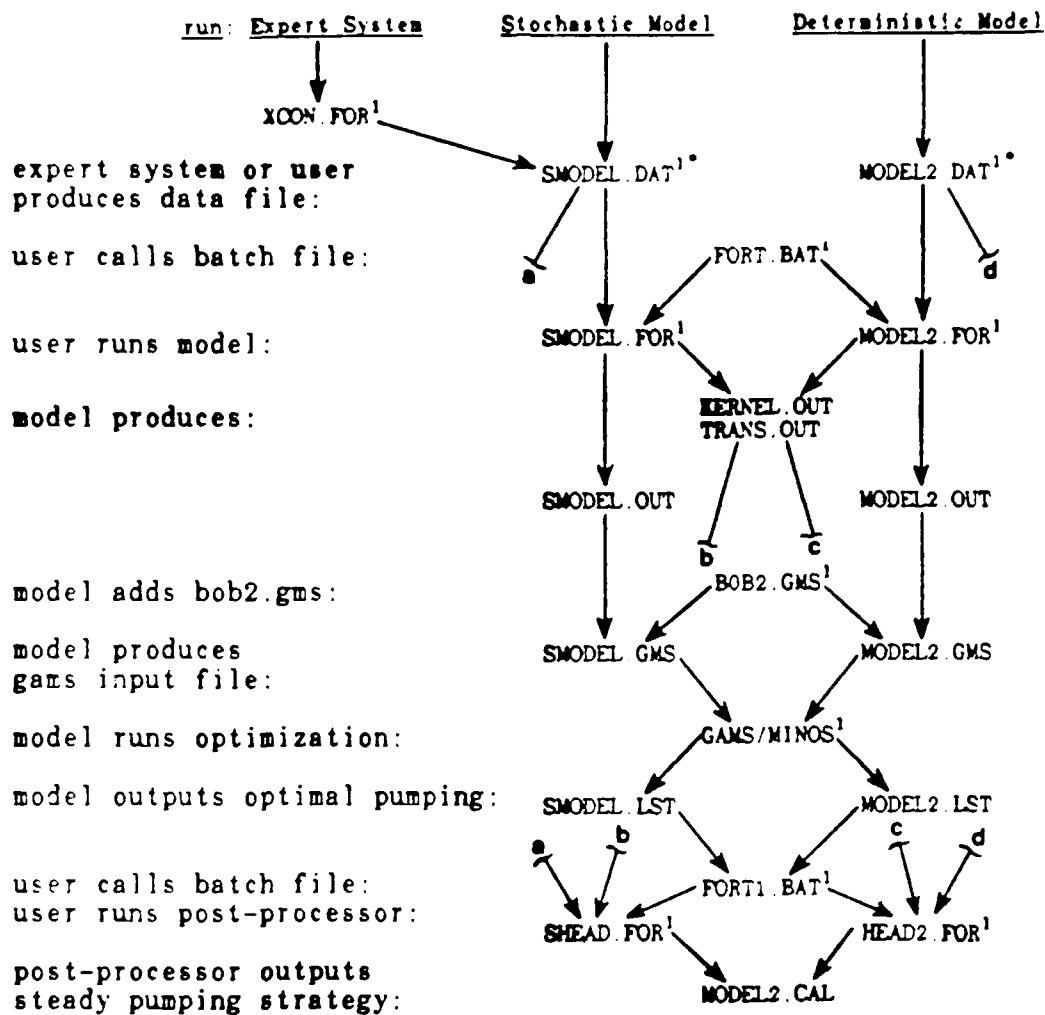 run: Expert System Stochastic Model Deterministic Model
XCON.FOR¹
expert system or user SMODEL.DAT¹* MODEL2.DAT¹*
produces data file:
user calls batch file: a FORT.BAT¹ d
user runs model: SMODEL.FOR¹ MODEL2.FOR¹
model produces: KERNEL.OUT
TRANS.OUT
SMODEL.OUT MODEL2.OUT
b c
model adds bob2.gms: BOB2.GMS¹
model produces SMODEL.GMS MODEL2.GMS
gams input file:
model runs optimization: GAMS/MINOS¹
model outputs optimal pumping: SMODEL.LST MODEL2.LST
a b c d
user calls batch file: FORT1.BAT¹
user runs post-processor: SHEAD.FOR¹ HEAD2.FOR¹
post-processor outputs
steady pumping strategy: MODEL2.CAL